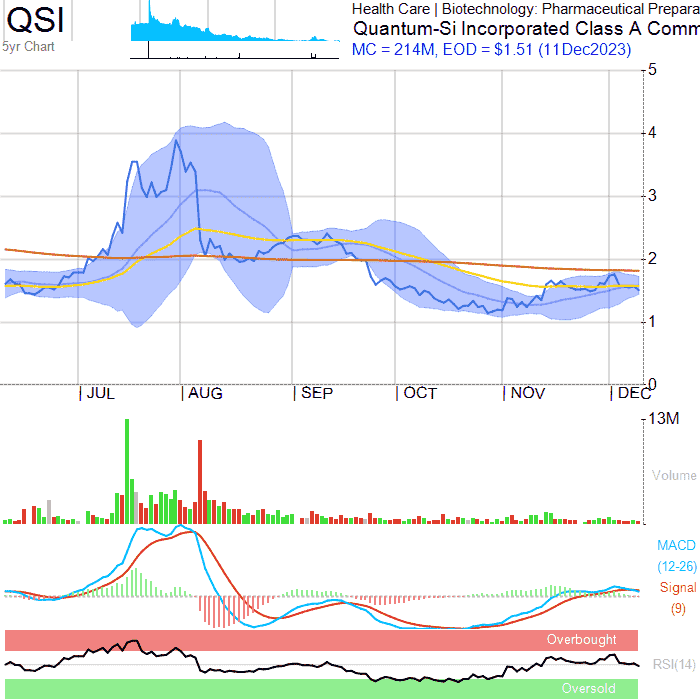 QSI
5yr Chart
Health Care | Biotechnology: Pharmaceutical Prepara
Quantum-Si Incorporated Class A Comm
MC = 214M, EOD = $1.51 (11Dec2023)
5
4
3
2
1
0
JUL AUG SEP OCT NOV DEC
13M
Volume
MACD
(12-26)
Signal
(9)
Overbought
RSI(14)
Oversold